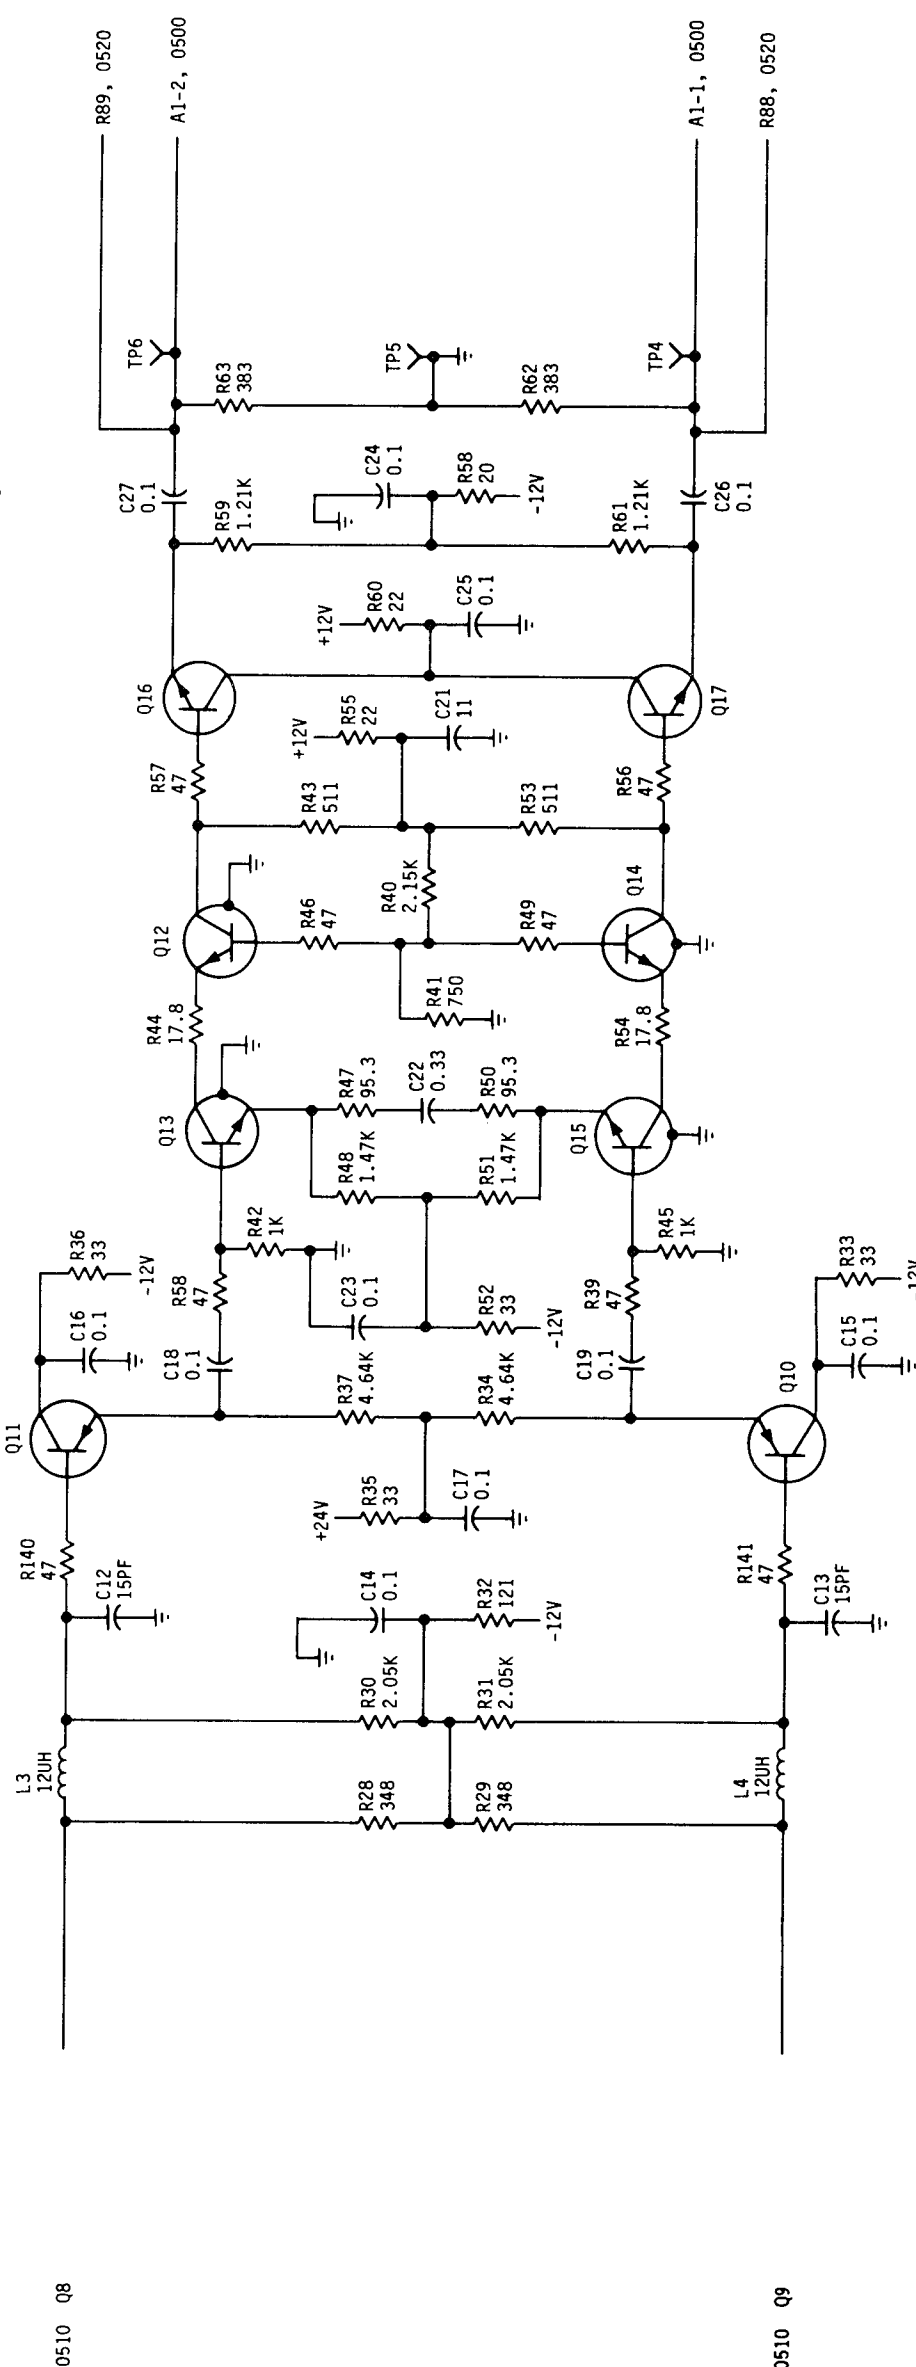 R89, 0520
A1-2, 0500
A1-1, 0500
R88, 0520
TP6
R63
383
TP5
R62
383
TP4
C27
0.1
R59
1.21K
C24
0.1
R58
20
-12V
R61
1.21K
C26
0.1
+12V
R60
22
C25
0.1
Q16
+12V
R55
22
C21
11
Q17
R57
47
R43
511
R53
511
R56
47
Q12
R46
47
R40
2.15K
R49
47
Q14
R41
750
R44
17.8
R54
17.8
Q13
R47
95.3
C22
0.33
R50
95.3
Q15
R48
1.47K
R51
1.47K
R36
33
-12V
R42
1K
R45
1K
R33
33
-12V
C16
0.1
R58
47
C23
0.1
R52
33
-12V
R39
47
C15
0.1
C18
0.1
R37
4.64K
R34
4.64K
C19
0.1
Q10
Q11
+24V
R35
33
C17
0.1
R140
47
C12
15PF
C14
0.1
R32
121
-12V
R141
47
C13
15PF
R30
2.05K
R31
2.05K
L3
12UH
R28
348
R29
348
L4
12UH
0510 Q8
0510 Q9